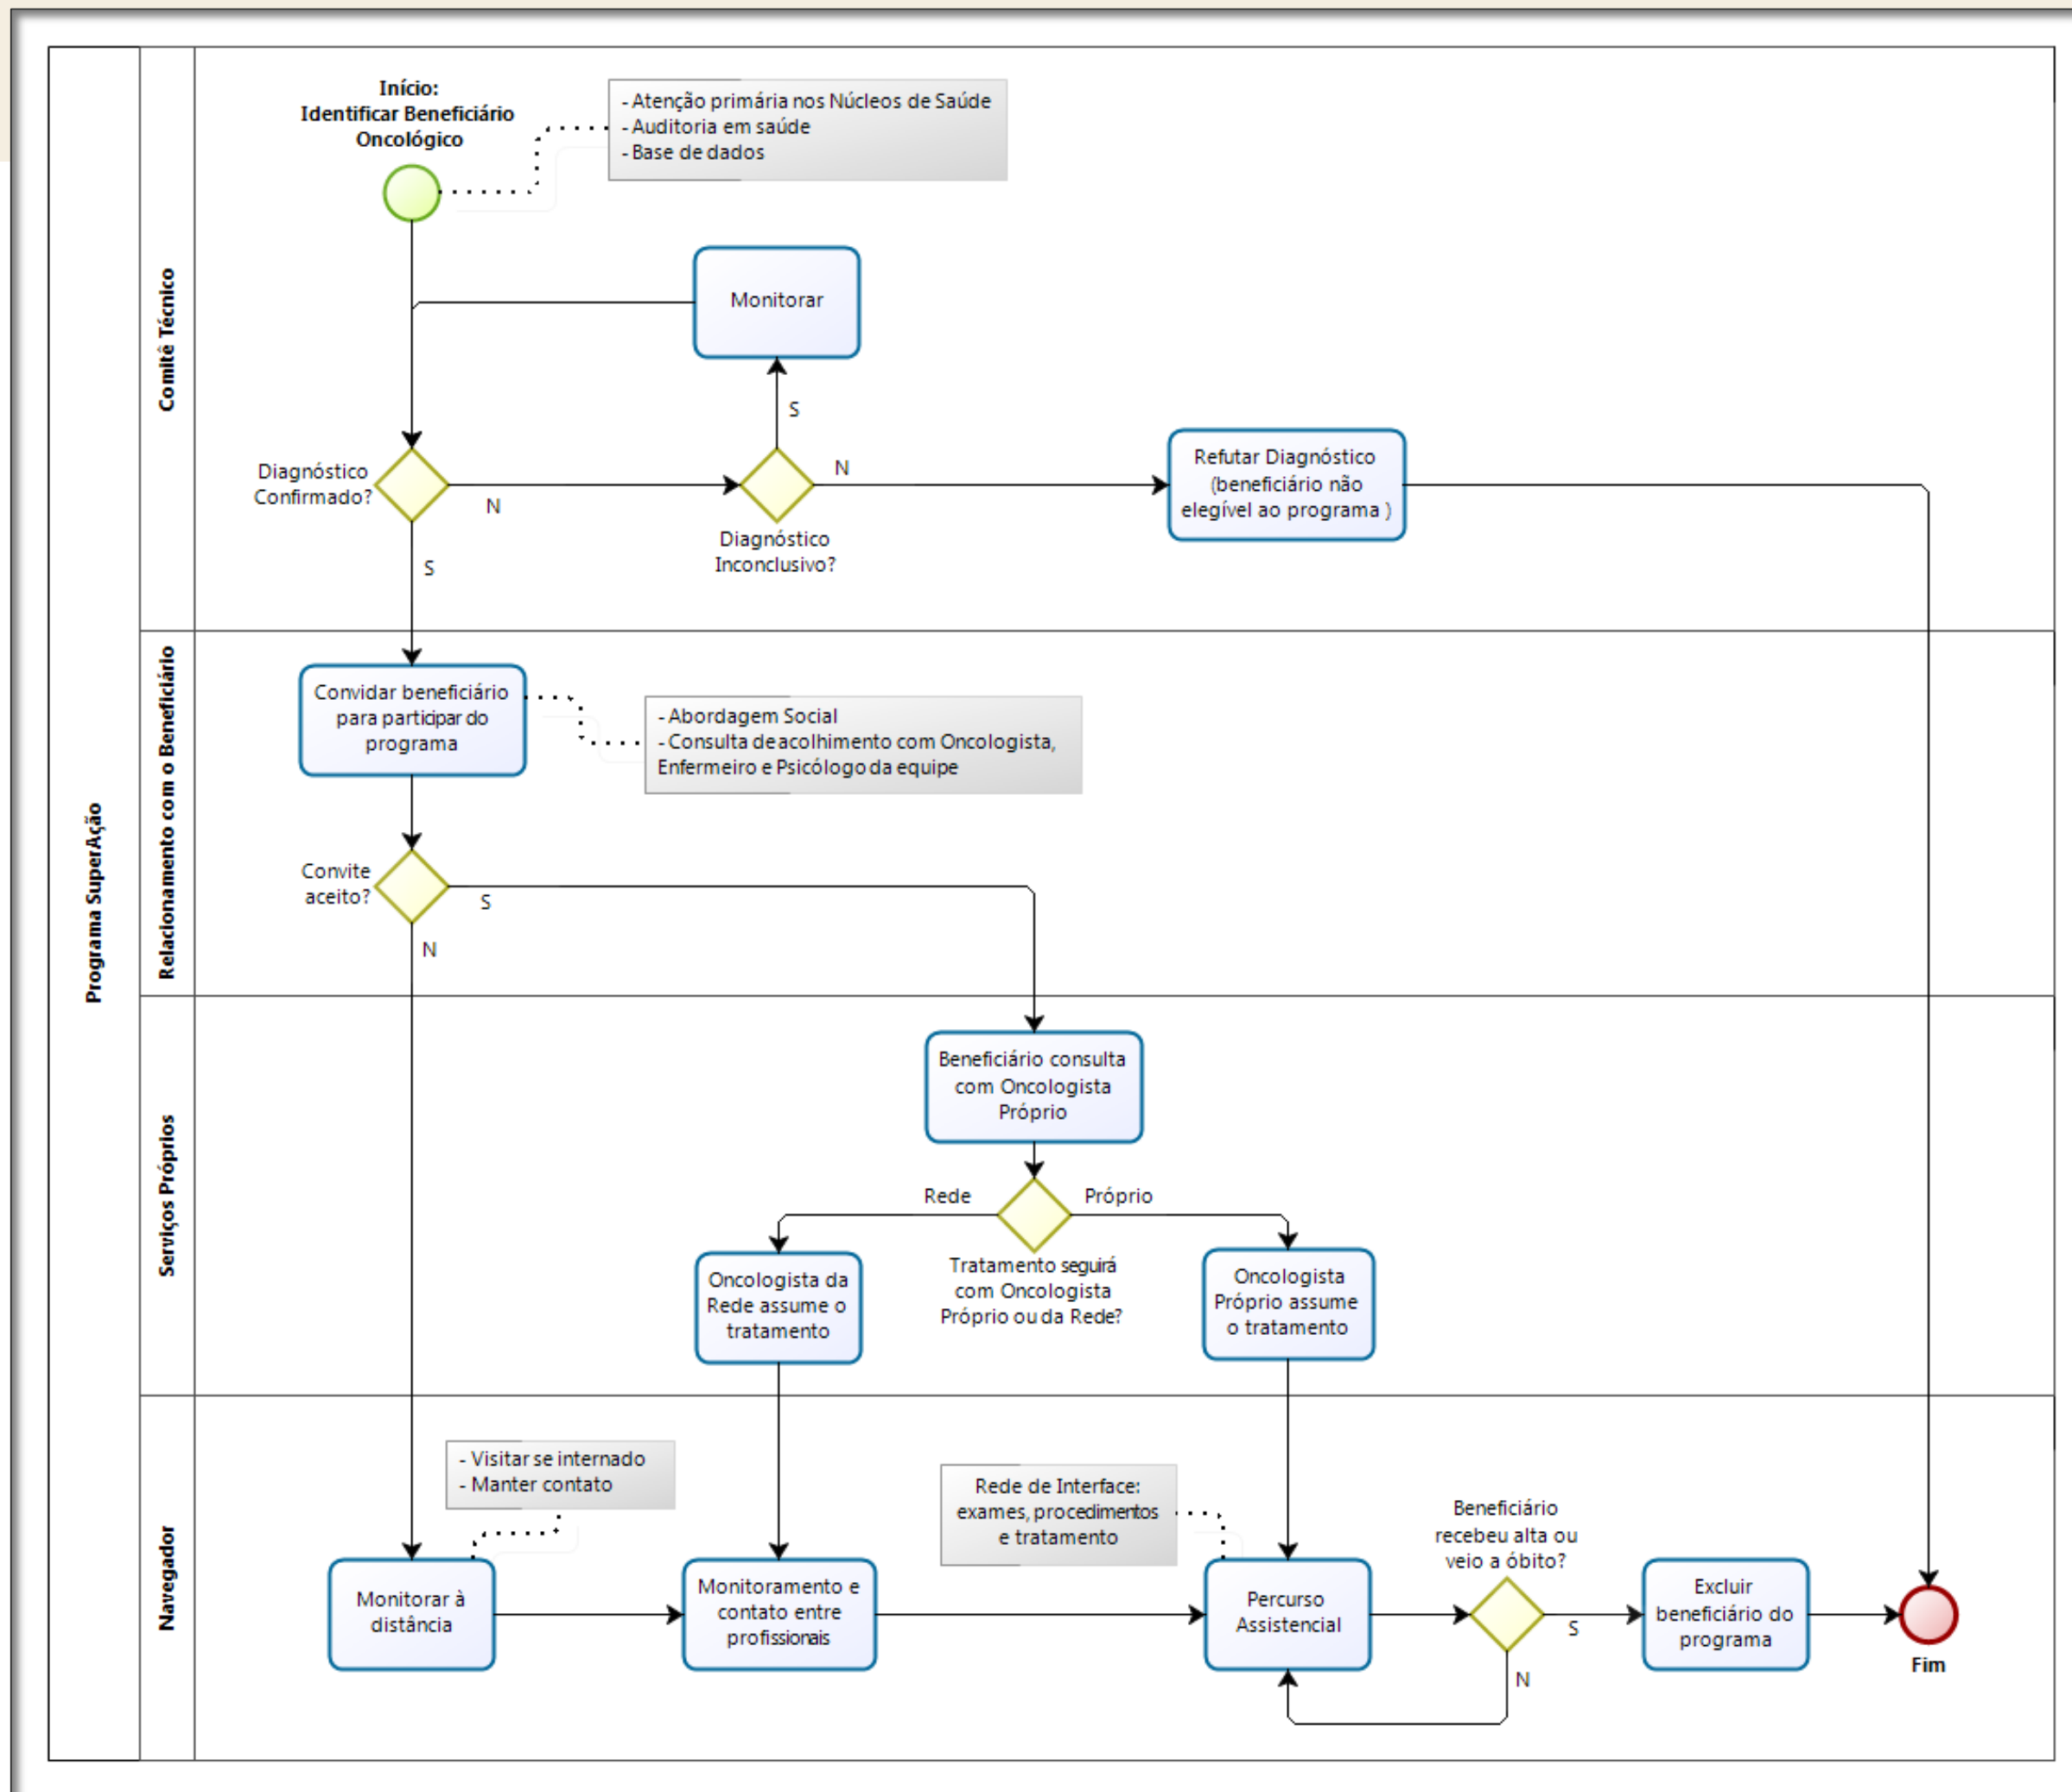 Programa SuperAção
Comitê Técnico
Início:
Identificar Beneficiário
Oncológico
- Atenção primária nos Núcleos de Saúde
- Auditoria em saúde
- Base de dados
Monitorar
S
Diagnóstico
Confirmado?
N
N
Diagnóstico
Inconclusivo?
Refutar Diagnóstico
(beneficiário não
elegível ao programa )
S
Relacionamento com o Beneficiário
Convidar beneficiário
para participar do
programa
- Abordagem Social
- Consulta de acolhimento com Oncologista,
Enfermeiro e Psicólogo da equipe
Convite
aceito?
S
N
Serviços Próprios
Beneficiário consulta
com Oncologista
Próprio
Rede
Próprio
Tratamento seguirá
com Oncologista
Próprio ou da Rede?
Oncologista da
Rede assume o
tratamento
Oncologista
Próprio assume
o tratamento
Navegador
- Visitar se internado
- Manter contato
Rede de Interface:
exames, procedimentos
e tratamento
Beneficiário
recebeu alta ou
veio a óbito?
Monitorar à
distância
Monitoramento e
contato entre
profissionais
Percurso
Assistencial
S
N
Excluir
beneficiário do
programa
Fim